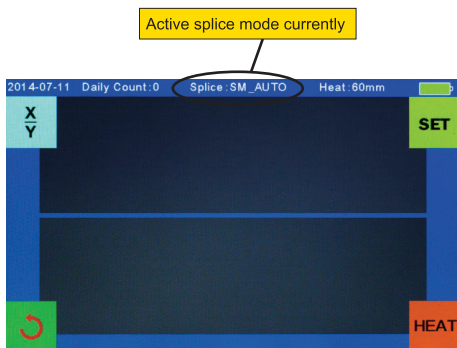 Active splice mode currently
2014-07-11 Daily Count:0 Splice:SM_AUTO Heat:60mm
X
Y
SET
HEAT